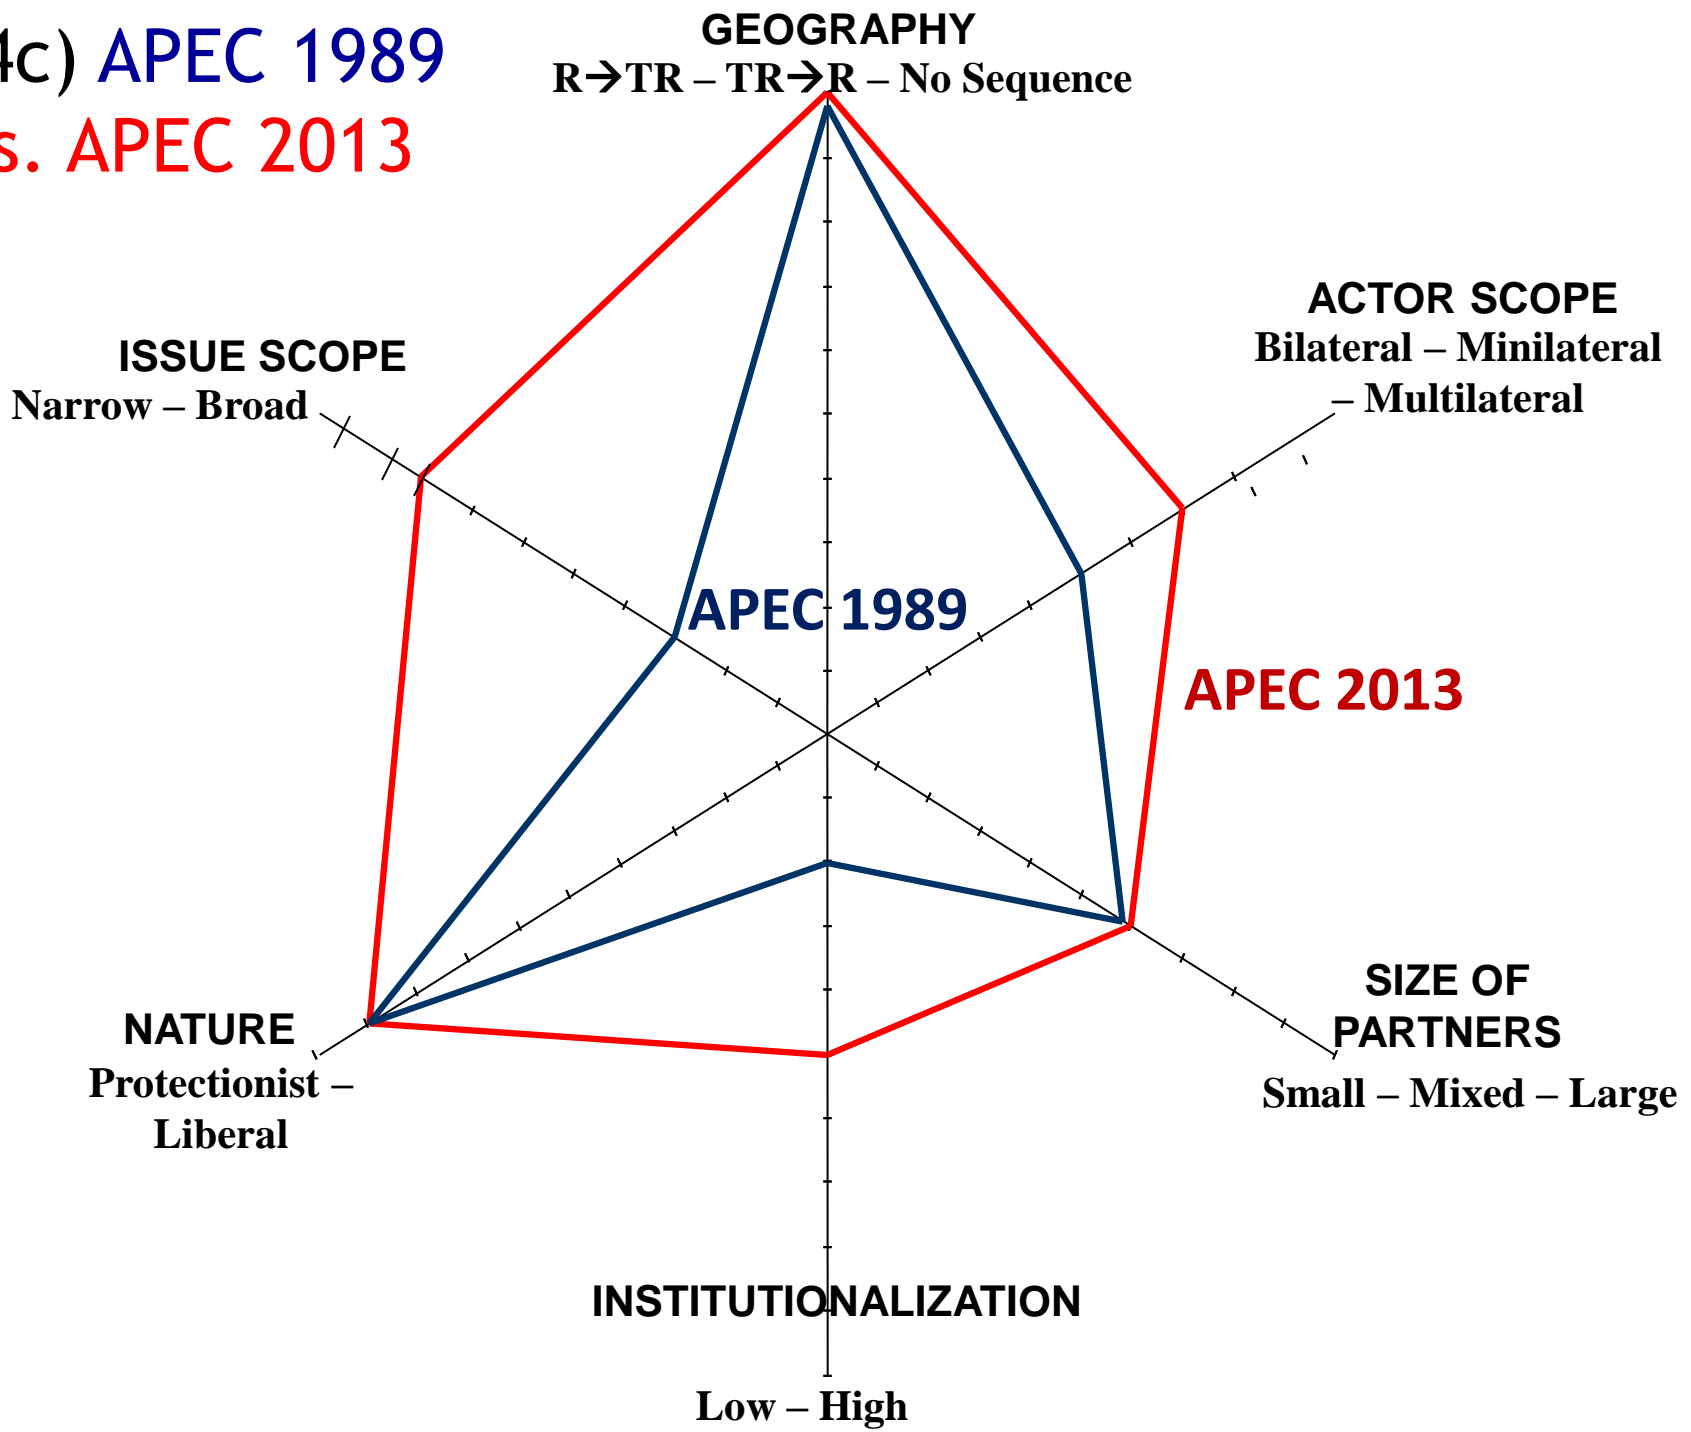 4c) APEC 1989
s. APEC 2013
GEOGRAPHY
R→TR – TR→R – No Sequence
ACTOR SCOPE
Bilateral – Minilateral
– Multilateral
ISSUE SCOPE
Narrow – Broad
APEC 1989
APEC 2013
SIZE OF
PARTNERS
Small – Mixed – Large
NATURE
Protectionist –
Liberal
INSTITUTIONALIZATION
Low – High